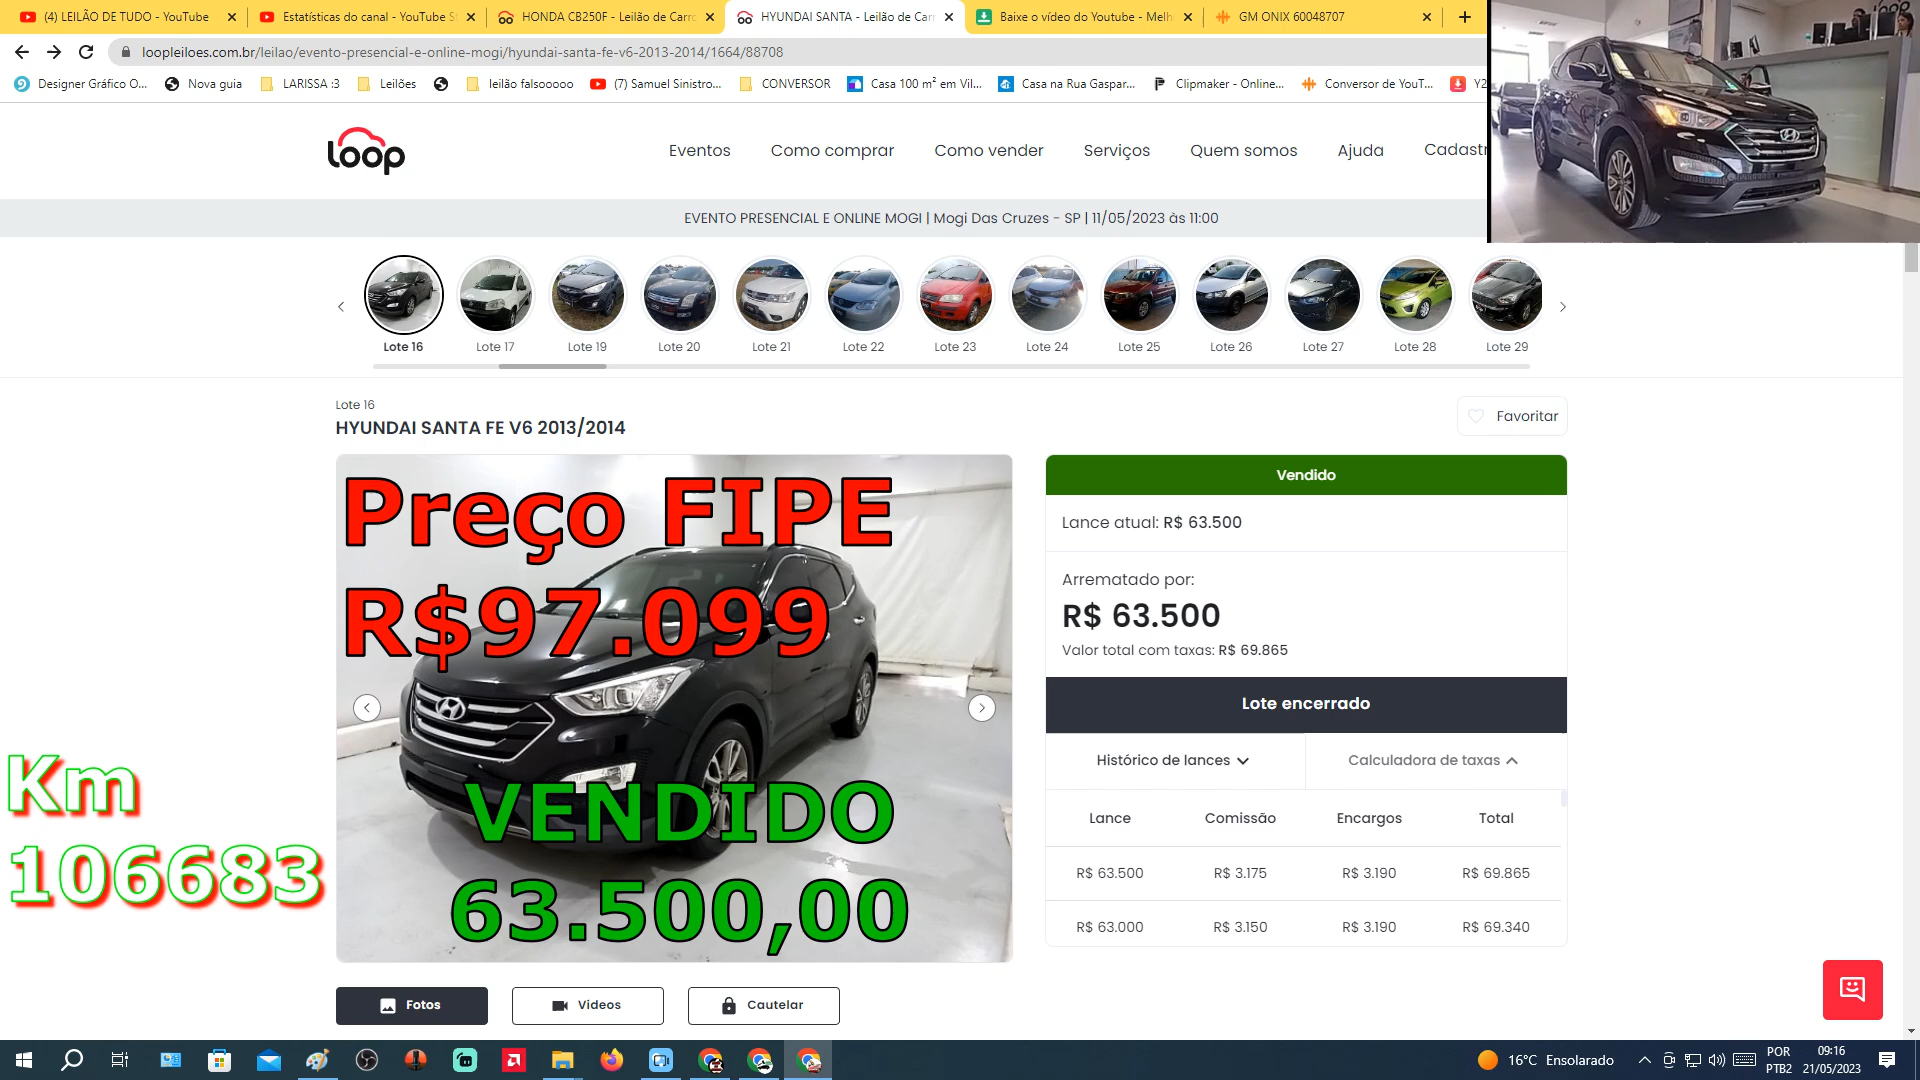 (4) LEILÃO DE TUDO - YouTube
Estatísticas do canal - YouTube S
HONDA CB250F - Leilão de Carro
HYUNDAI SANTA - Leilão de Carr
Baixe o vídeo do Youtube - Melh
GM ONIX 60048707
loopleiloes.com.br/leilao/evento-presencial-e-online-mogi/hyundai-santa-fe-v6-2013-2014/1664/88708
Designer Gráfico O...
Nova guia
LARISSA :3
Leilões
leilão falsooooo
(7) Samuel Sinistro...
CONVERSOR
Casa 100 m² em Vil...
Casa na Rua Gaspar...
Clipmaker - Online...
Conversor de YouT...
Y2
loop
Eventos
Como comprar
Como vender
Serviços
Quem somos
Ajuda
Cadastr
EVENTO PRESENCIAL E ONLINE MOGI | Mogi Das Cruzes - SP | 11/05/2023 às 11:00
Lote 16
Lote 17
Lote 19
Lote 20
Lote 21
Lote 22
Lote 23
Lote 24
Lote 25
Lote 26
Lote 27
Lote 28
Lote 29
Lote 16
HYUNDAI SANTA FE V6 2013/2014
Favoritar
Preço FIPE
R$97.099
VENDIDO
63.500,00
Km
106683
Vendido
Lance atual: R$ 63.500
Arrematado por:
R$ 63.500
Valor total com taxas: R$ 69.865
Lote encerrado
Histórico de lances
Calculadora de taxas
Lance
Comissão
Encargos
Total
R$ 63.500
R$ 3.175
R$ 3.190
R$ 69.865
R$ 63.000
R$ 3.150
R$ 3.190
R$ 69.340
Fotos
Videos
Cautelar
16°C Ensolarado
POR
PTB2
09:16
21/05/2023